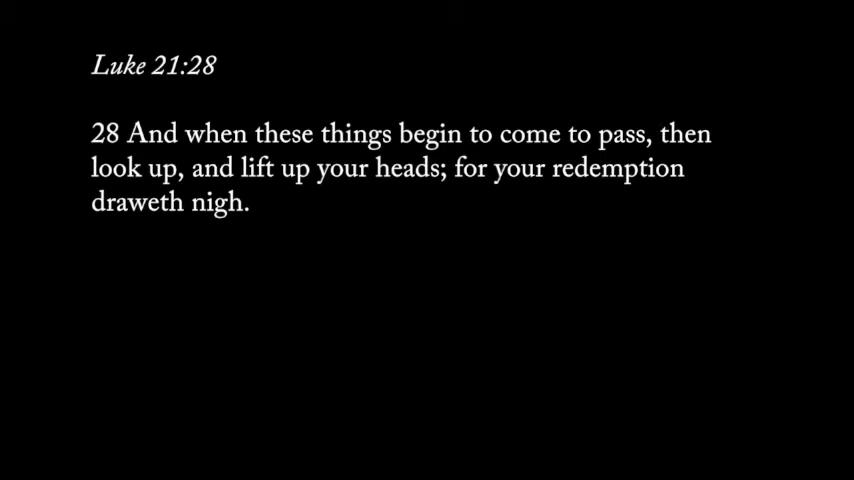 Luke 21:28
28 And when these things begin to come to pass, then
look up, and lift up your heads; for your redemption
draweth nigh.